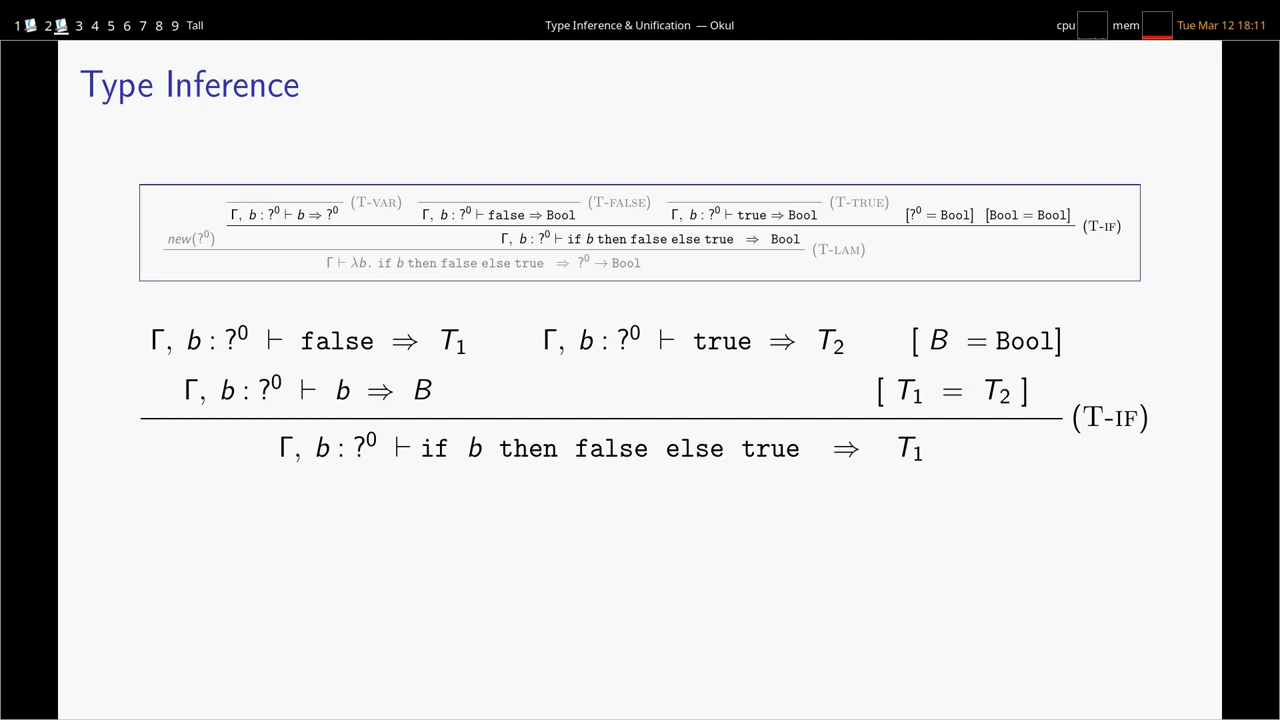 1 2 3 4 5 6 7 8 9 Tall Type Inference & Unification — Okul cpu mem Tue Mar 12 18:11
Type Inference
(T-VAR) (T-FALSE) (T-TRUE)
Γ, b : ?⁰ ⊢ b ⇒ ?⁰ Γ, b : ?⁰ ⊢ false ⇒ Bool Γ, b : ?⁰ ⊢ true ⇒ Bool [?⁰ = Bool] [Bool = Bool] (T-IF)
new(?⁰) Γ, b : ?⁰ ⊢ if b then false else true ⇒ Bool (T-LAM)
Γ ⊢ λb. if b then false else true ⇒ ?⁰ → Bool
Γ, b : ?⁰ ⊢ false ⇒ T₁ Γ, b : ?⁰ ⊢ true ⇒ T₂ [ B = Bool]
Γ, b : ?⁰ ⊢ b ⇒ B [ T₁ = T₂ ]
(T-IF)
Γ, b : ?⁰ ⊢ if b then false else true ⇒ T₁